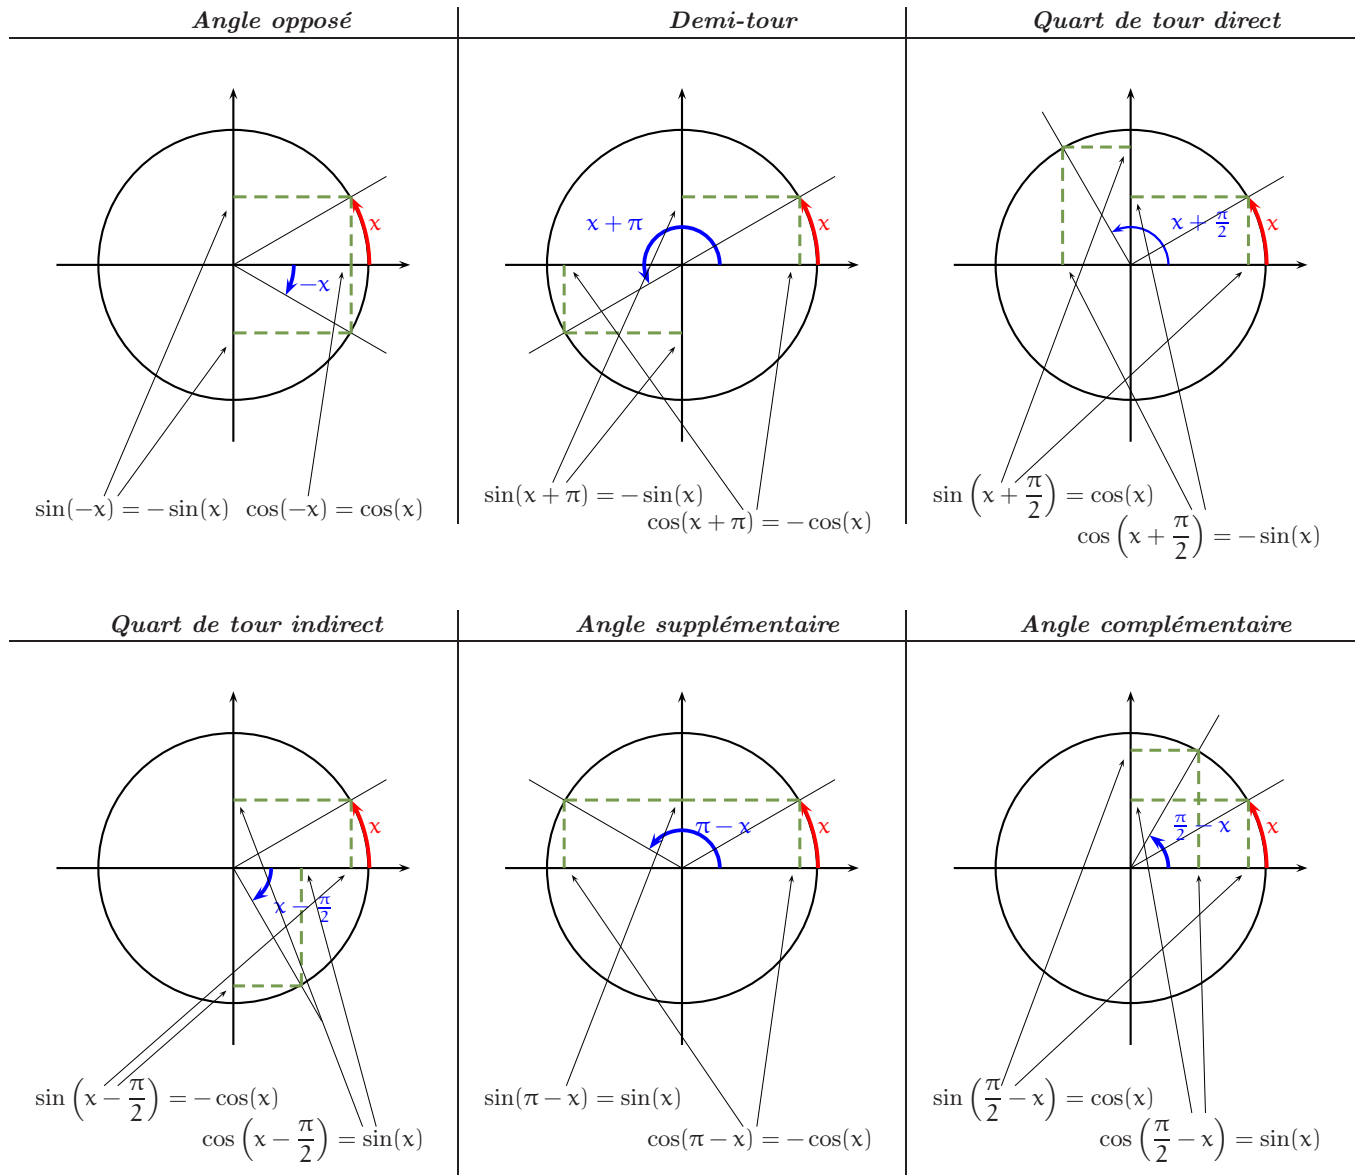 Angle opposé
Demi-tour
Quart de tour direct
x
−x
sin(−x) = − sin(x) cos(−x) = cos(x)
x + π
x
sin(x + π) = − sin(x)
cos(x + π) = − cos(x)
x + π/2
x
sin (x + π/2) = cos(x)
cos (x + π/2) = − sin(x)
Quart de tour indirect
Angle supplémentaire
Angle complémentaire
x
x − π/2
sin (x − π/2) = − cos(x)
cos (x − π/2) = sin(x)
π − x
x
sin(π − x) = sin(x)
cos(π − x) = − cos(x)
π/2 − x
x
sin (π/2 − x) = cos(x)
cos (π/2 − x) = sin(x)